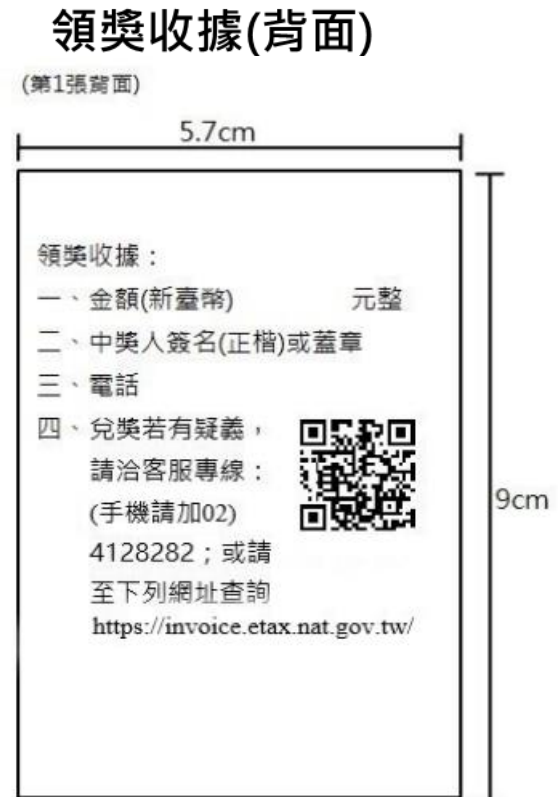 領獎收據(背面)
(第1張背面)
5.7cm
領獎收據：
一、金額(新臺幣) 元整
二、中獎人簽名(正楷)或蓋章
三、電話
四、兌獎若有疑義，
請洽客服專線：
(手機請加02)
4128282；或請
至下列網址查詢
https://invoice.etax.nat.gov.tw/
9cm